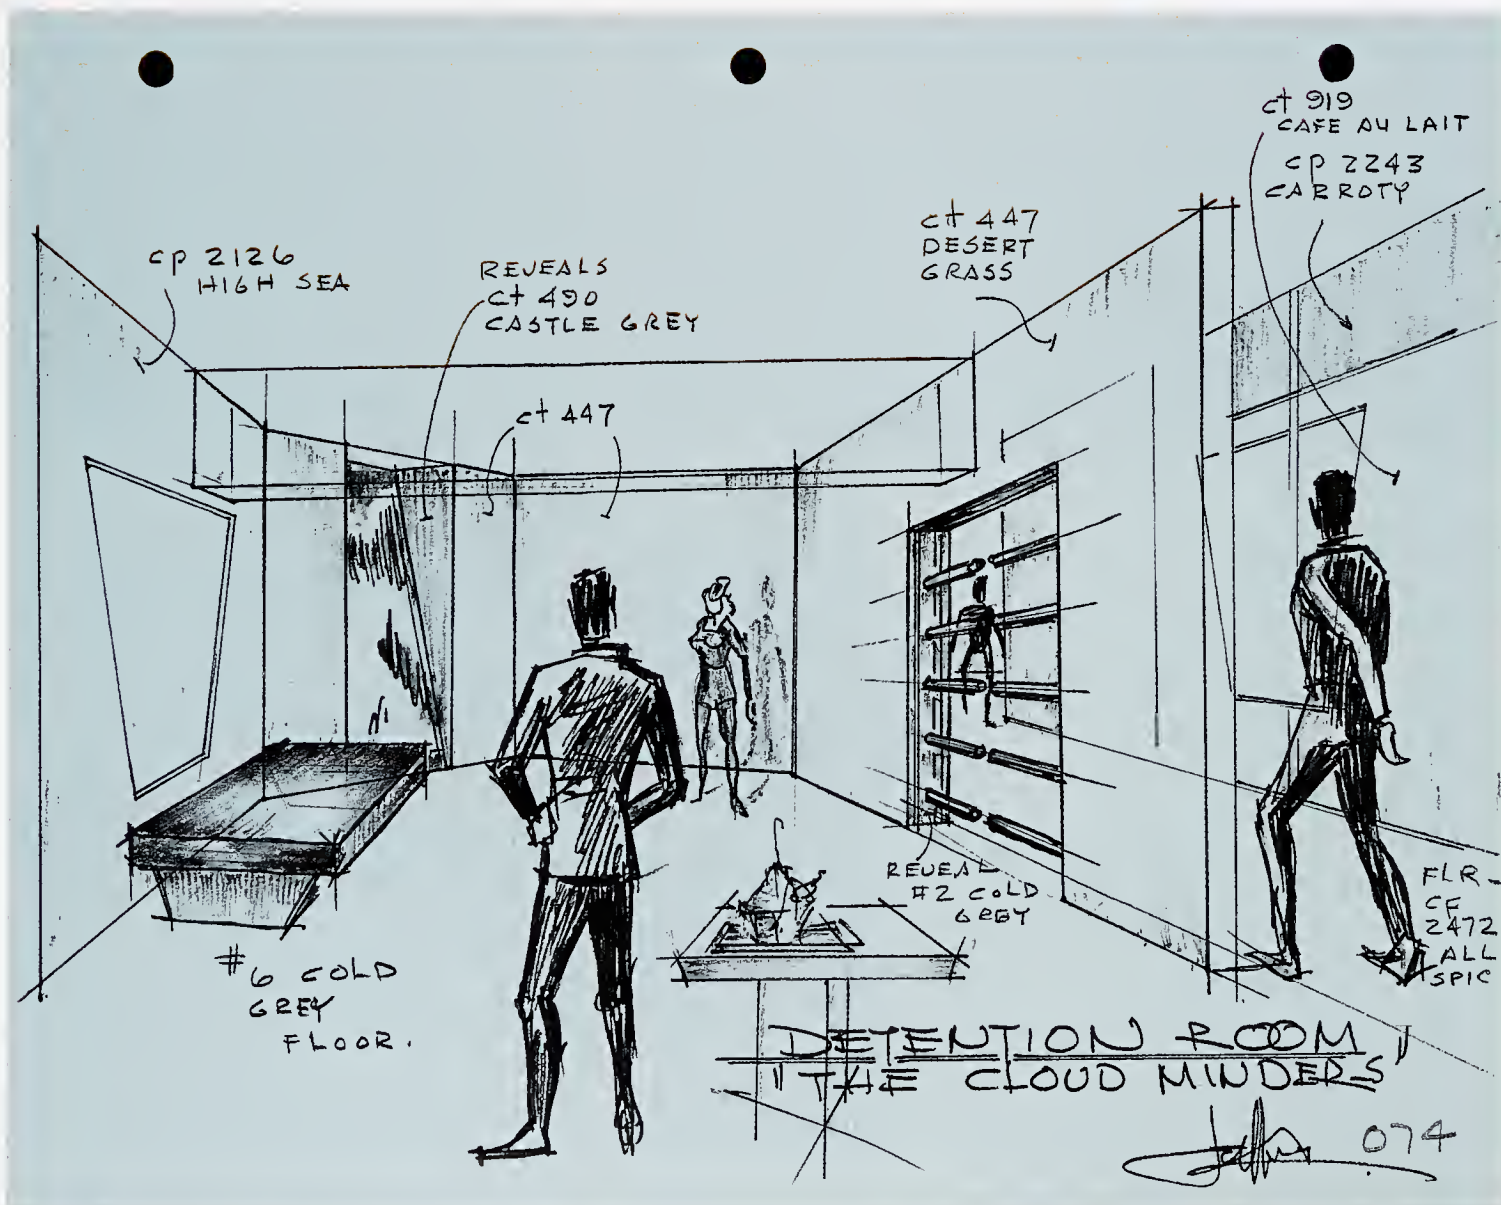 ct 919
CAFE AU LAIT
CP 2243
CARROTY
ct 447
DESERT
GRASS
CP 2126
HIGH SEA
REVEALS
ct 490
CASTLE GREY
ct 447
REVEAL
#2 COLD
GREY
FLR-
CF
2472
ALL
SPIC
#6 COLD
GREY
FLOOR.
DETENTION ROOM
"THE CLOUD MINDERS"
074